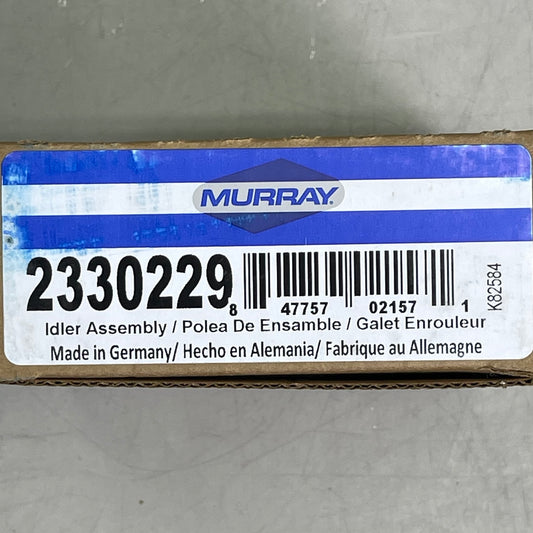 MURRAY
2330229
8 47757 02157 1
K82584
Idler Assembly / Polea De Ensamble / Galet Enrouleur
Made in Germany/ Hecho en Alemania/ Fabrique au Allemagne